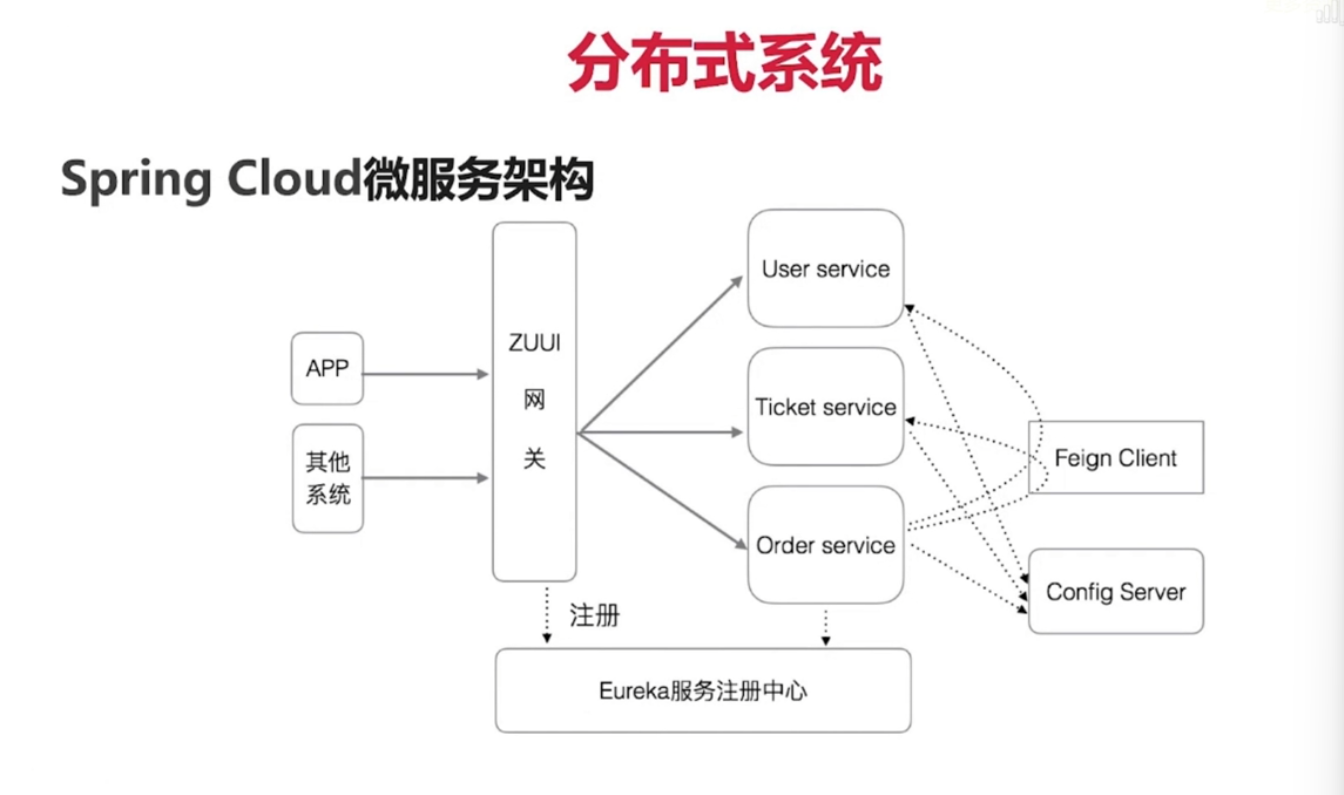 分布式系统
Spring Cloud微服务架构
APP
其他
系统
ZUUl
网
关
User service
Ticket service
Order service
Feign Client
Config Server
注册
Eureka服务注册中心